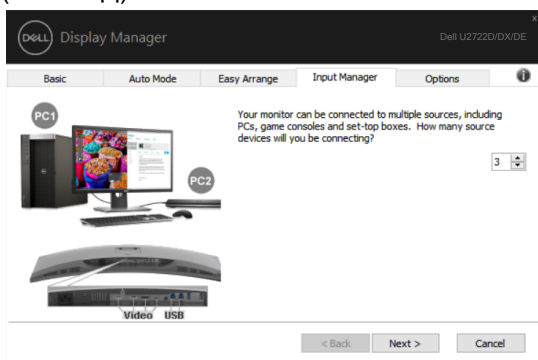 DELL Display Manager
Dell U2722D/DX/DE
x
Basic Auto Mode Easy Arrange Input Manager Options
PC1
PC2
Video USB
Your monitor can be connected to multiple sources, including
PCs, game consoles and set-top boxes. How many source
devices will you be connecting?
3
< Back Next > Cancel